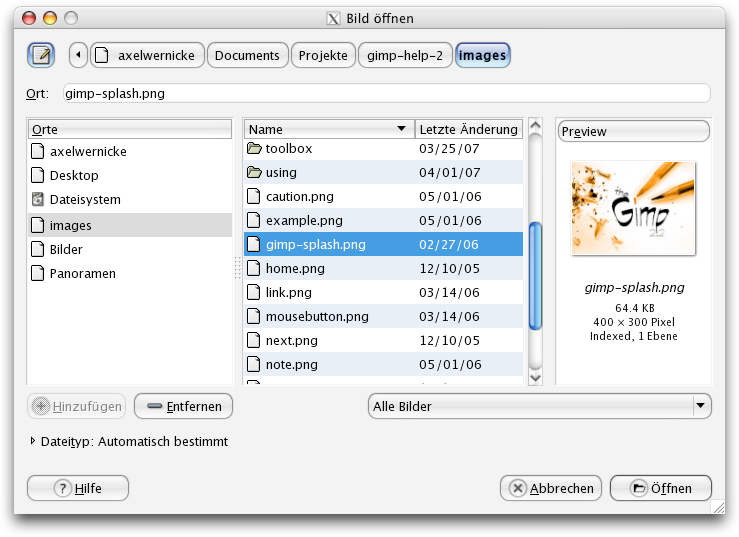 Bild öffnen
axelwernicke Documents Projekte gimp-help-2 images
Ort: gimp-splash.png
Orte
axelwernicke
Desktop
Dateisystem
images
Bilder
Panoramen
Name Letzte Änderung
toolbox 03/25/07
using 04/01/07
caution.png 05/01/06
example.png 05/01/06
gimp-splash.png 02/27/06
home.png 12/10/05
link.png 03/14/06
mousebutton.png 03/14/06
next.png 12/10/05
note.png 05/01/06
Preview
the
Gimp
2.2
gimp-splash.png
64.4 KB
400 × 300 Pixel
Indexed, 1 Ebene
Hinzufügen Entfernen Alle Bilder
Dateityp: Automatisch bestimmt
Hilfe Abbrechen Öffnen